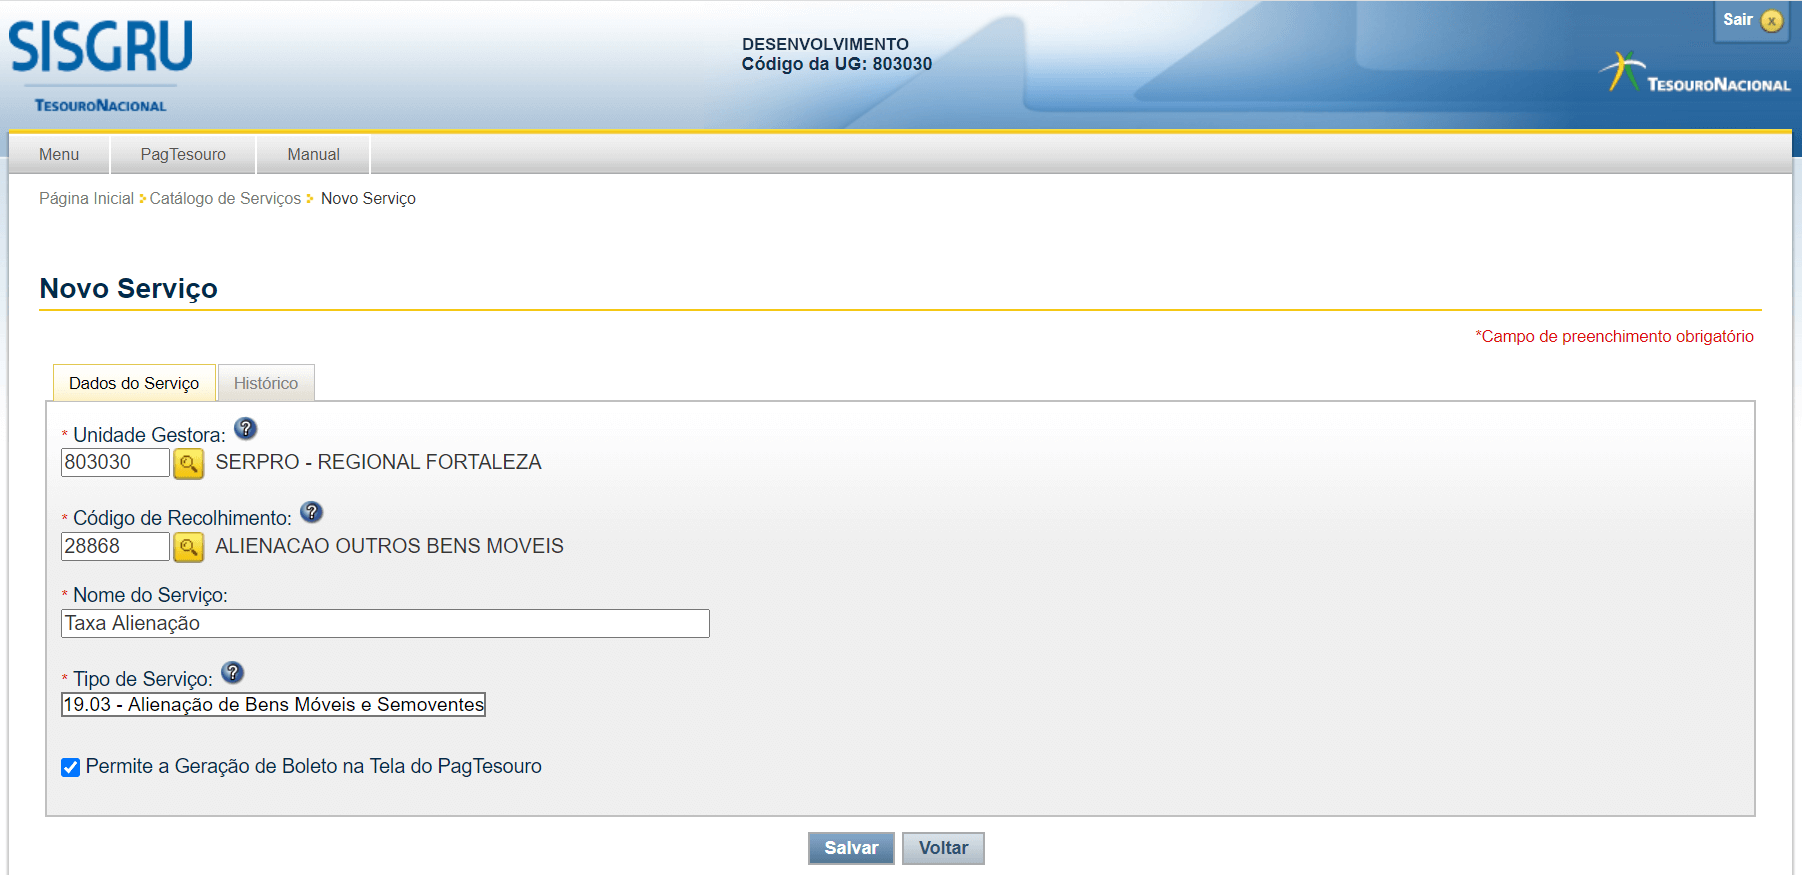 SISGRU
TESOURONACIONAL
DESENVOLVIMENTO
Código da UG: 803030
Sair x
TESOURONACIONAL
Menu PagTesouro Manual
Página Inicial Catálogo de Serviços Novo Serviço
Novo Serviço
*Campo de preenchimento obrigatório
Dados do Serviço Histórico
* Unidade Gestora: ?
803030 SERPRO - REGIONAL FORTALEZA
* Código de Recolhimento: ?
28868 ALIENACAO OUTROS BENS MOVEIS
* Nome do Serviço:
Taxa Alienação
* Tipo de Serviço: ?
19.03 - Alienação de Bens Móveis e Semoventes
Permite a Geração de Boleto na Tela do PagTesouro
Salvar Voltar